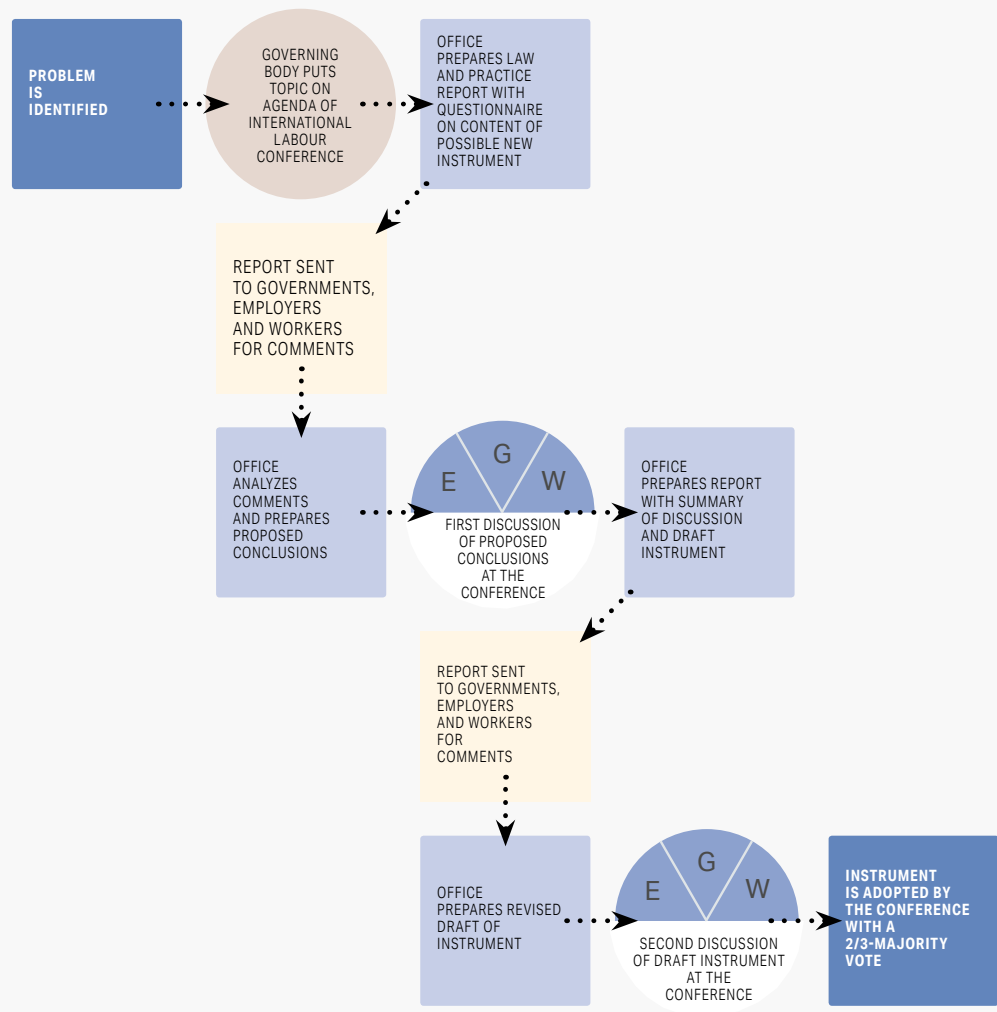 PROBLEM
IS
IDENTIFIED
GOVERNING
BODY PUTS
TOPIC ON
AGENDA OF
INTERNATIONAL
LABOUR
CONFERENCE
OFFICE
PREPARES LAW
AND PRACTICE
REPORT WITH
QUESTIONNAIRE
ON CONTENT OF
POSSIBLE NEW
INSTRUMENT
REPORT SENT
TO GOVERNMENTS,
EMPLOYERS
AND WORKERS
FOR COMMENTS
OFFICE
ANALYZES
COMMENTS
AND PREPARES
PROPOSED
CONCLUSIONS
E
G
W
FIRST DISCUSSION
OF PROPOSED
CONCLUSIONS
AT THE
CONFERENCE
OFFICE
PREPARES REPORT
WITH SUMMARY
OF DISCUSSION
AND DRAFT
INSTRUMENT
REPORT SENT
TO GOVERNMENTS,
EMPLOYERS
AND WORKERS
FOR
COMMENTS
OFFICE
PREPARES REVISED
DRAFT OF
INSTRUMENT
E
G
W
SECOND DISCUSSION
OF DRAFT INSTRUMENT
AT THE
CONFERENCE
INSTRUMENT
IS ADOPTED BY
THE CONFERENCE
WITH A
2/3-MAJORITY
VOTE